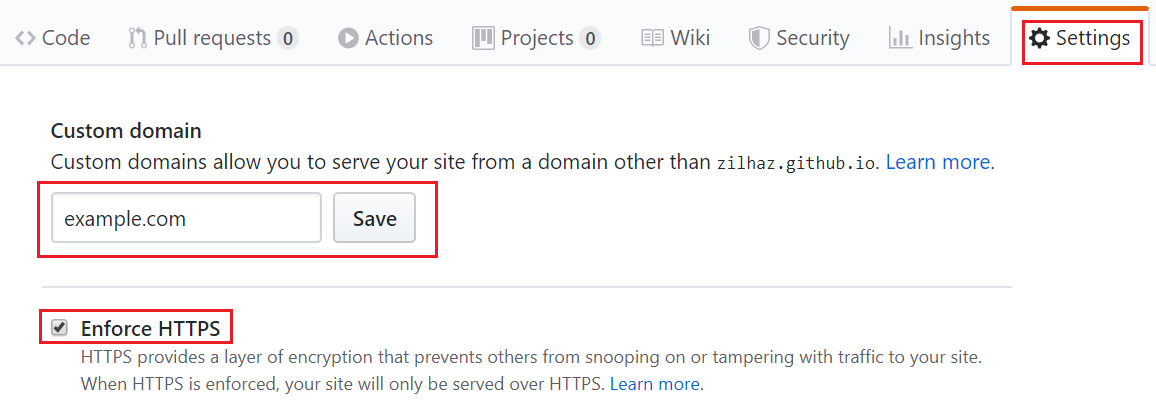 Code Pull requests 0 Actions Projects 0 Wiki Security Insights Settings
Custom domain
Custom domains allow you to serve your site from a domain other than zilhaz.github.io. Learn more.
example.com Save
Enforce HTTPS
HTTPS provides a layer of encryption that prevents others from snooping on or tampering with traffic to your site.
When HTTPS is enforced, your site will only be served over HTTPS. Learn more.